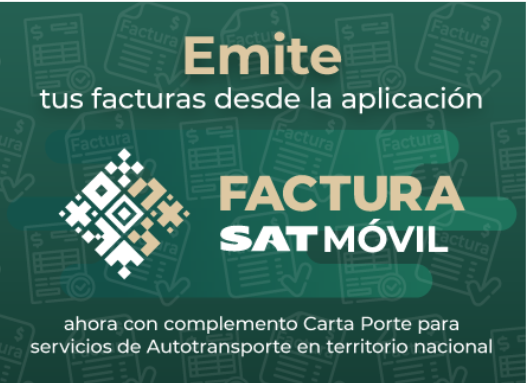 Emite
tus facturas desde la aplicación
FACTURA
SAT MÓVIL
ahora con complemento Carta Porte para
servicios de Autotransporte en territorio nacional